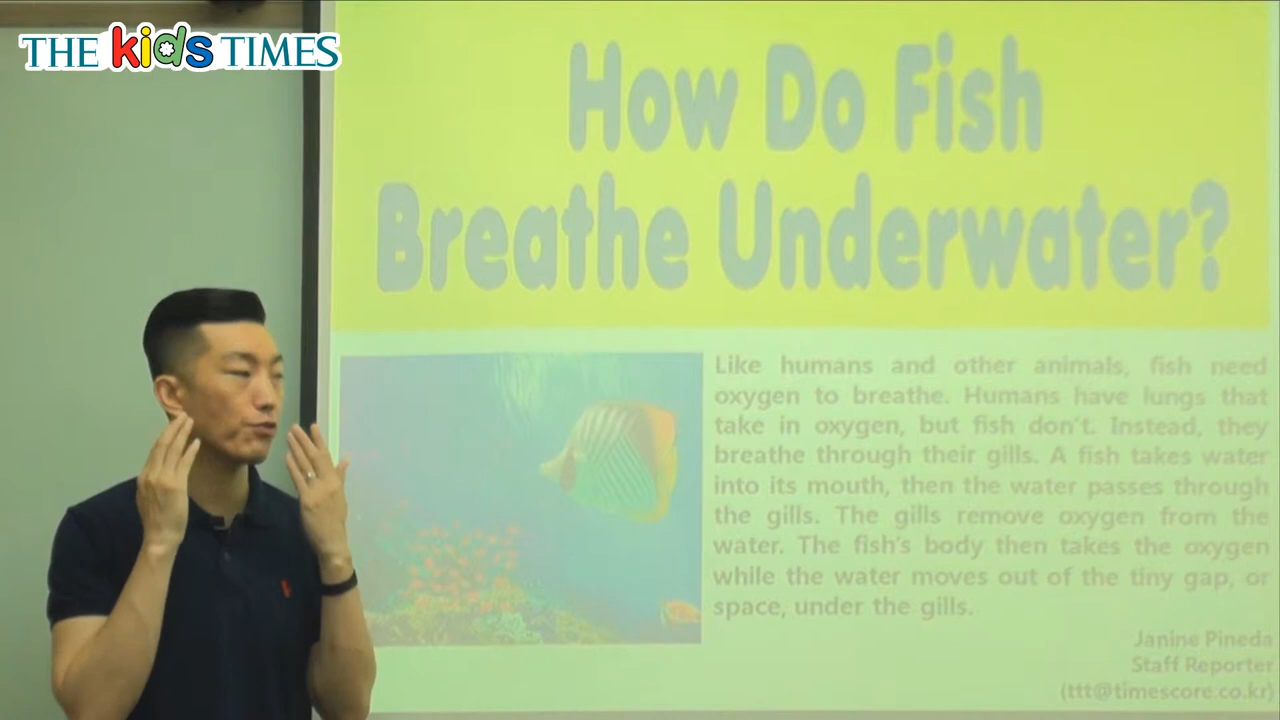 THE kids TIMES
How Do Fish
Breathe Underwater?
Like humans and other animals, fish need
oxygen to breathe. Humans have lungs that
take in oxygen, but fish don't. Instead, they
breathe through their gills. A fish takes water
into its mouth, then the water passes through
the gills. The gills remove oxygen from the
water. The fish's body then takes the oxygen
while the water moves out of the tiny gap, or
space, under the gills.
Janine Pineda
Staff Reporter
(ttt@timescore.co.kr)